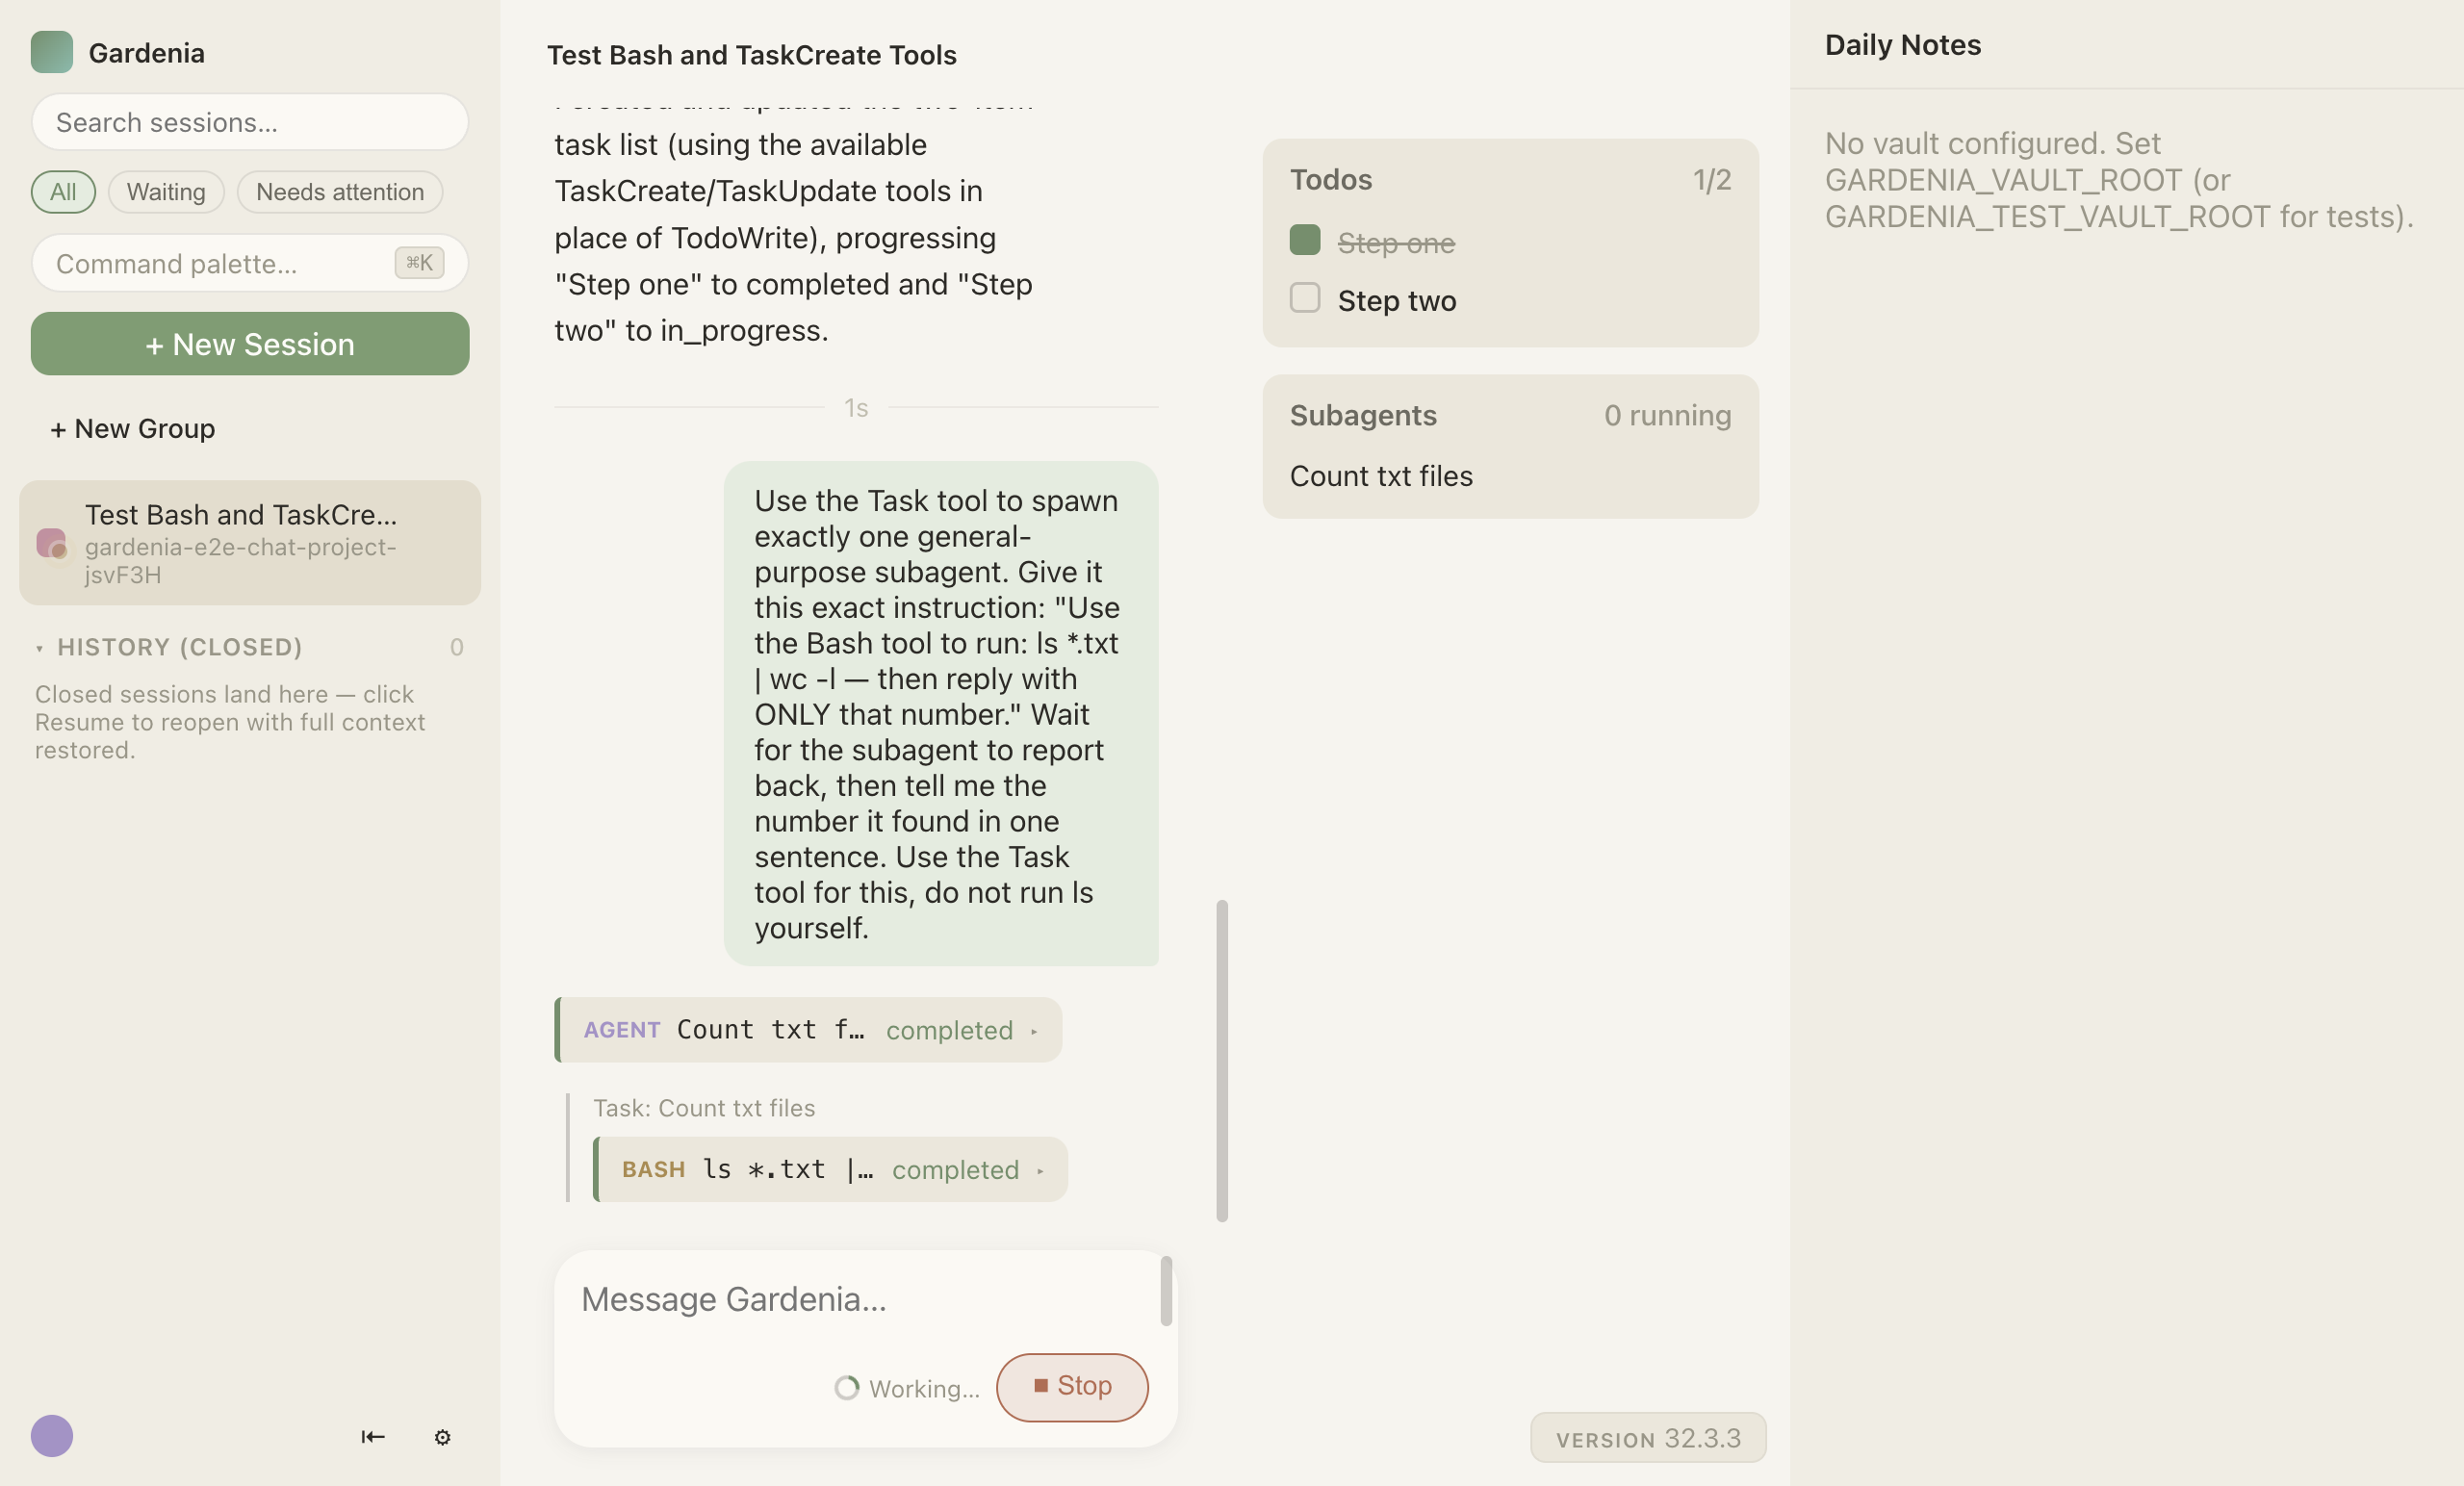 Gardenia
Search sessions...
All
Waiting
Needs attention
Command palette...
⌘K
+ New Session
+ New Group
Test Bash and TaskCre...
gardenia-e2e-chat-project-
jsvF3H
HISTORY (CLOSED)
0
Closed sessions land here — click
Resume to reopen with full context
restored.
Test Bash and TaskCreate Tools
I created and updated the two-item
task list (using the available
TaskCreate/TaskUpdate tools in
place of TodoWrite), progressing
"Step one" to completed and "Step
two" to in_progress.
1s
Use the Task tool to spawn
exactly one general-
purpose subagent. Give it
this exact instruction: "Use
the Bash tool to run: ls *.txt
| wc -l — then reply with
ONLY that number." Wait
for the subagent to report
back, then tell me the
number it found in one
sentence. Use the Task
tool for this, do not run ls
yourself.
AGENT Count txt f… completed
Task: Count txt files
BASH ls *.txt |… completed
Message Gardenia...
Working...
Stop
Todos
1/2
Step one
Step two
Subagents
0 running
Count txt files
VERSION 32.3.3
Daily Notes
No vault configured. Set
GARDENIA_VAULT_ROOT (or
GARDENIA_TEST_VAULT_ROOT for tests).